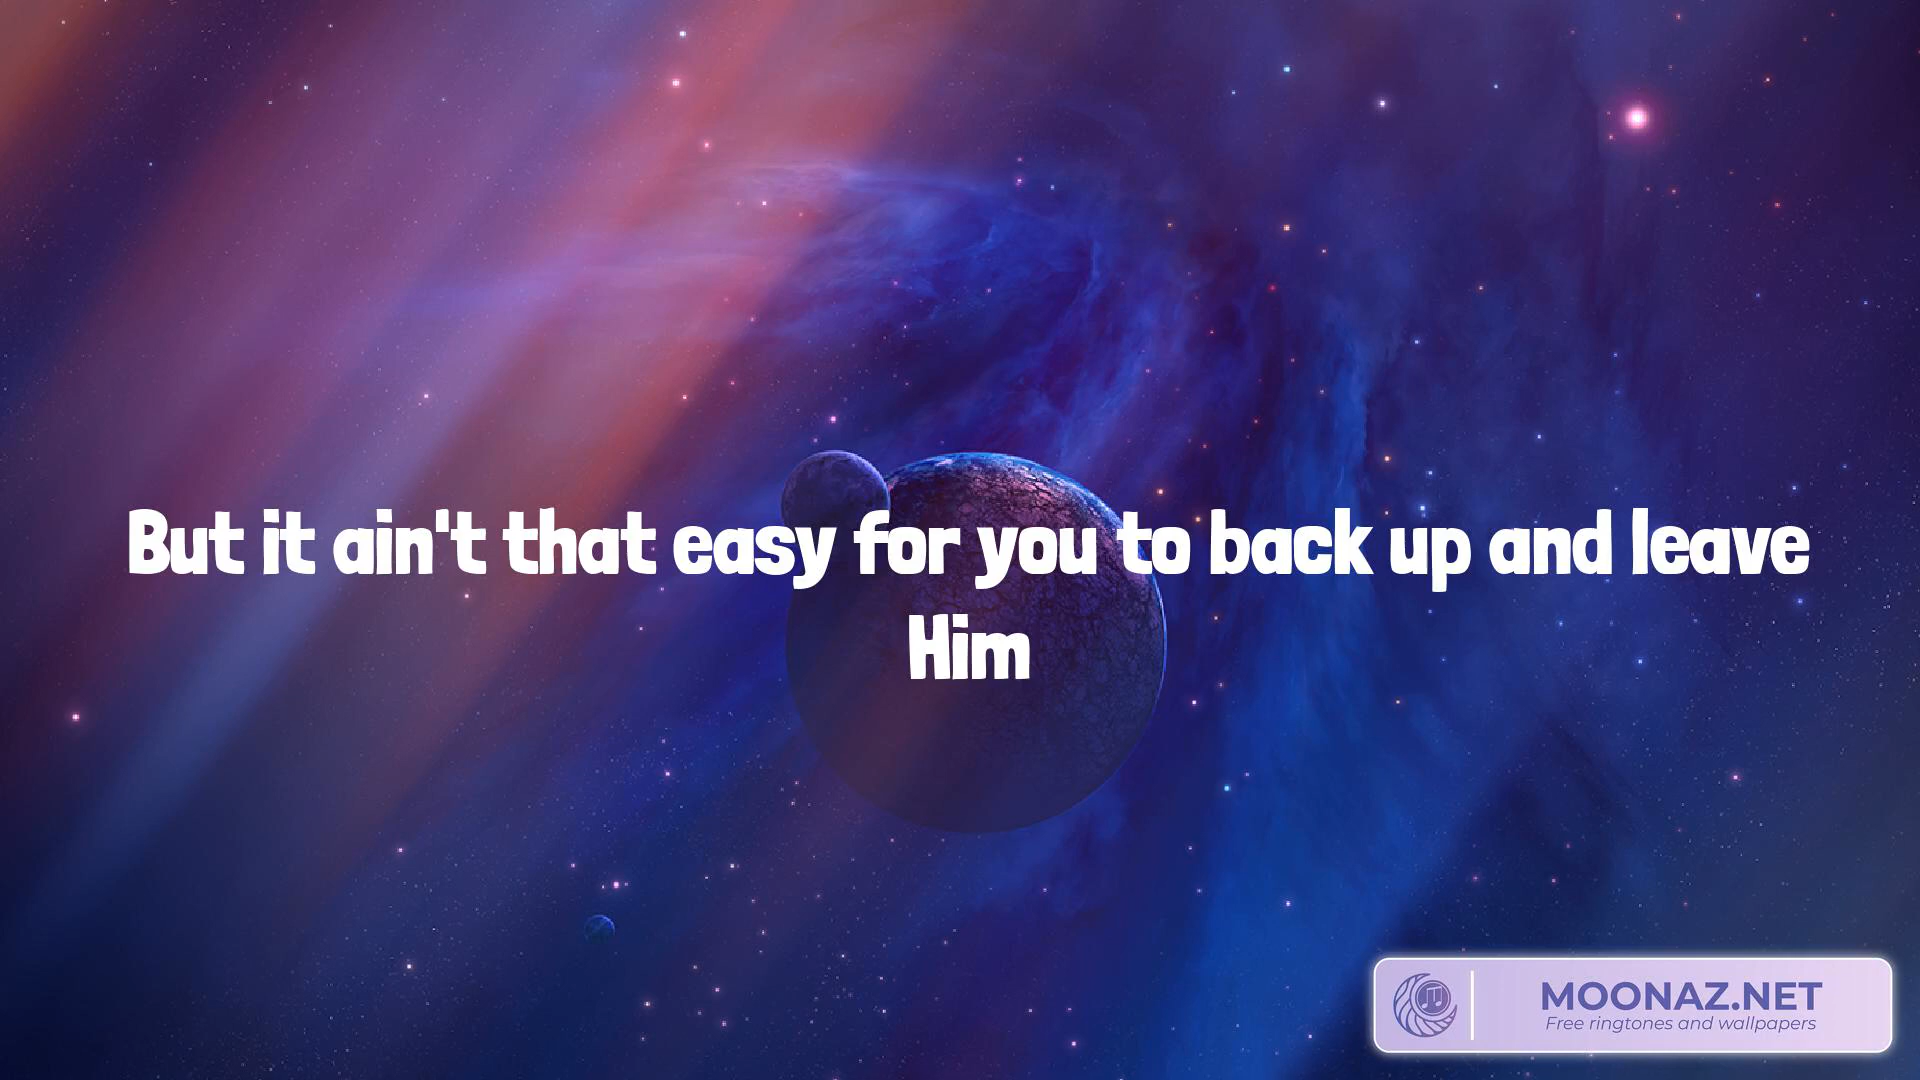 But it ain't that easy for you to back up and leave
Him
MOONAZ.NET
Free ringtones and wallpapers